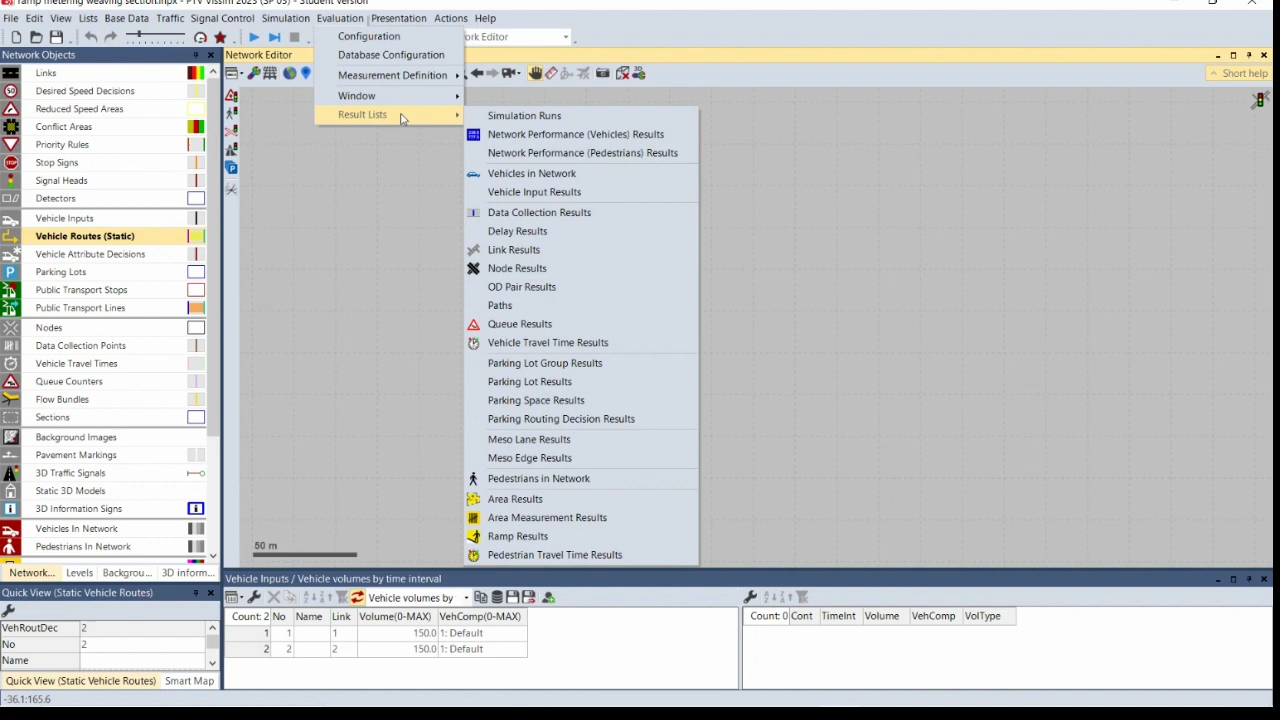 ramp metering weaving section.inpx - PTV Vissim 2023 (SP 03) - Student Version
File Edit View Lists Base Data Traffic Signal Control Simulation Evaluation Presentation Actions Help
Network Objects
Links
Desired Speed Decisions
Reduced Speed Areas
Conflict Areas
Priority Rules
Stop Signs
Signal Heads
Detectors
Vehicle Inputs
Vehicle Routes (Static)
Vehicle Attribute Decisions
Parking Lots
Public Transport Stops
Public Transport Lines
Nodes
Data Collection Points
Vehicle Travel Times
Queue Counters
Flow Bundles
Sections
Background Images
Pavement Markings
3D Traffic Signals
Static 3D Models
3D Information Signs
Vehicles In Network
Pedestrians In Network
Network... Levels Backgrou... 3D inform...
Quick View (Static Vehicle Routes)
VehRoutDec 2
No 2
Name
Quick View (Static Vehicle Routes) Smart Map
-36.1:165.6
Configuration
Database Configuration
Measurement Definition
Window
Result Lists
ork Editor
Network Editor
Short help
Simulation Runs
Network Performance (Vehicles) Results
Network Performance (Pedestrians) Results
Vehicles in Network
Vehicle Input Results
Data Collection Results
Delay Results
Link Results
Node Results
OD Pair Results
Paths
Queue Results
Vehicle Travel Time Results
Parking Lot Group Results
Parking Lot Results
Parking Space Results
Parking Routing Decision Results
Meso Lane Results
Meso Edge Results
Pedestrians in Network
Area Results
Area Measurement Results
Ramp Results
Pedestrian Travel Time Results
50 m
Vehicle Inputs / Vehicle volumes by time interval
Vehicle volumes by
Count: 2 No Name Link Volume(0-MAX) VehComp(0-MAX)
1 1 1 150.0 1: Default
2 2 2 150.0 1: Default
Count: 0 Cont TimeInt Volume VehComp VolType